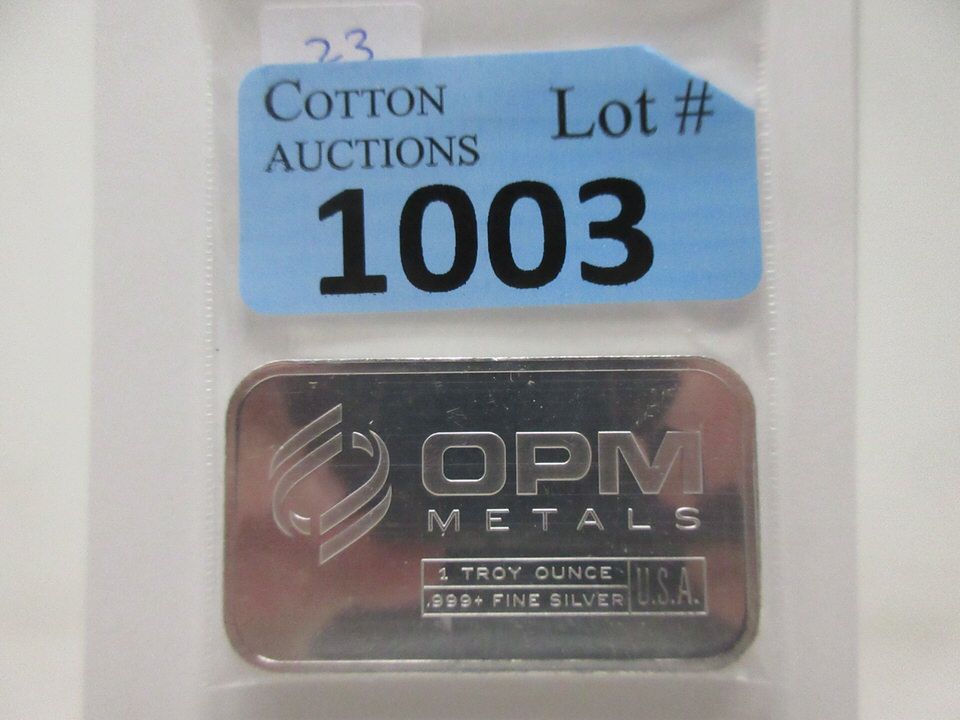 23
COTTON
AUCTIONS
Lot #
1003
OPM
METALS
1 TROY OUNCE
.999+ FINE SILVER
U.S.A.